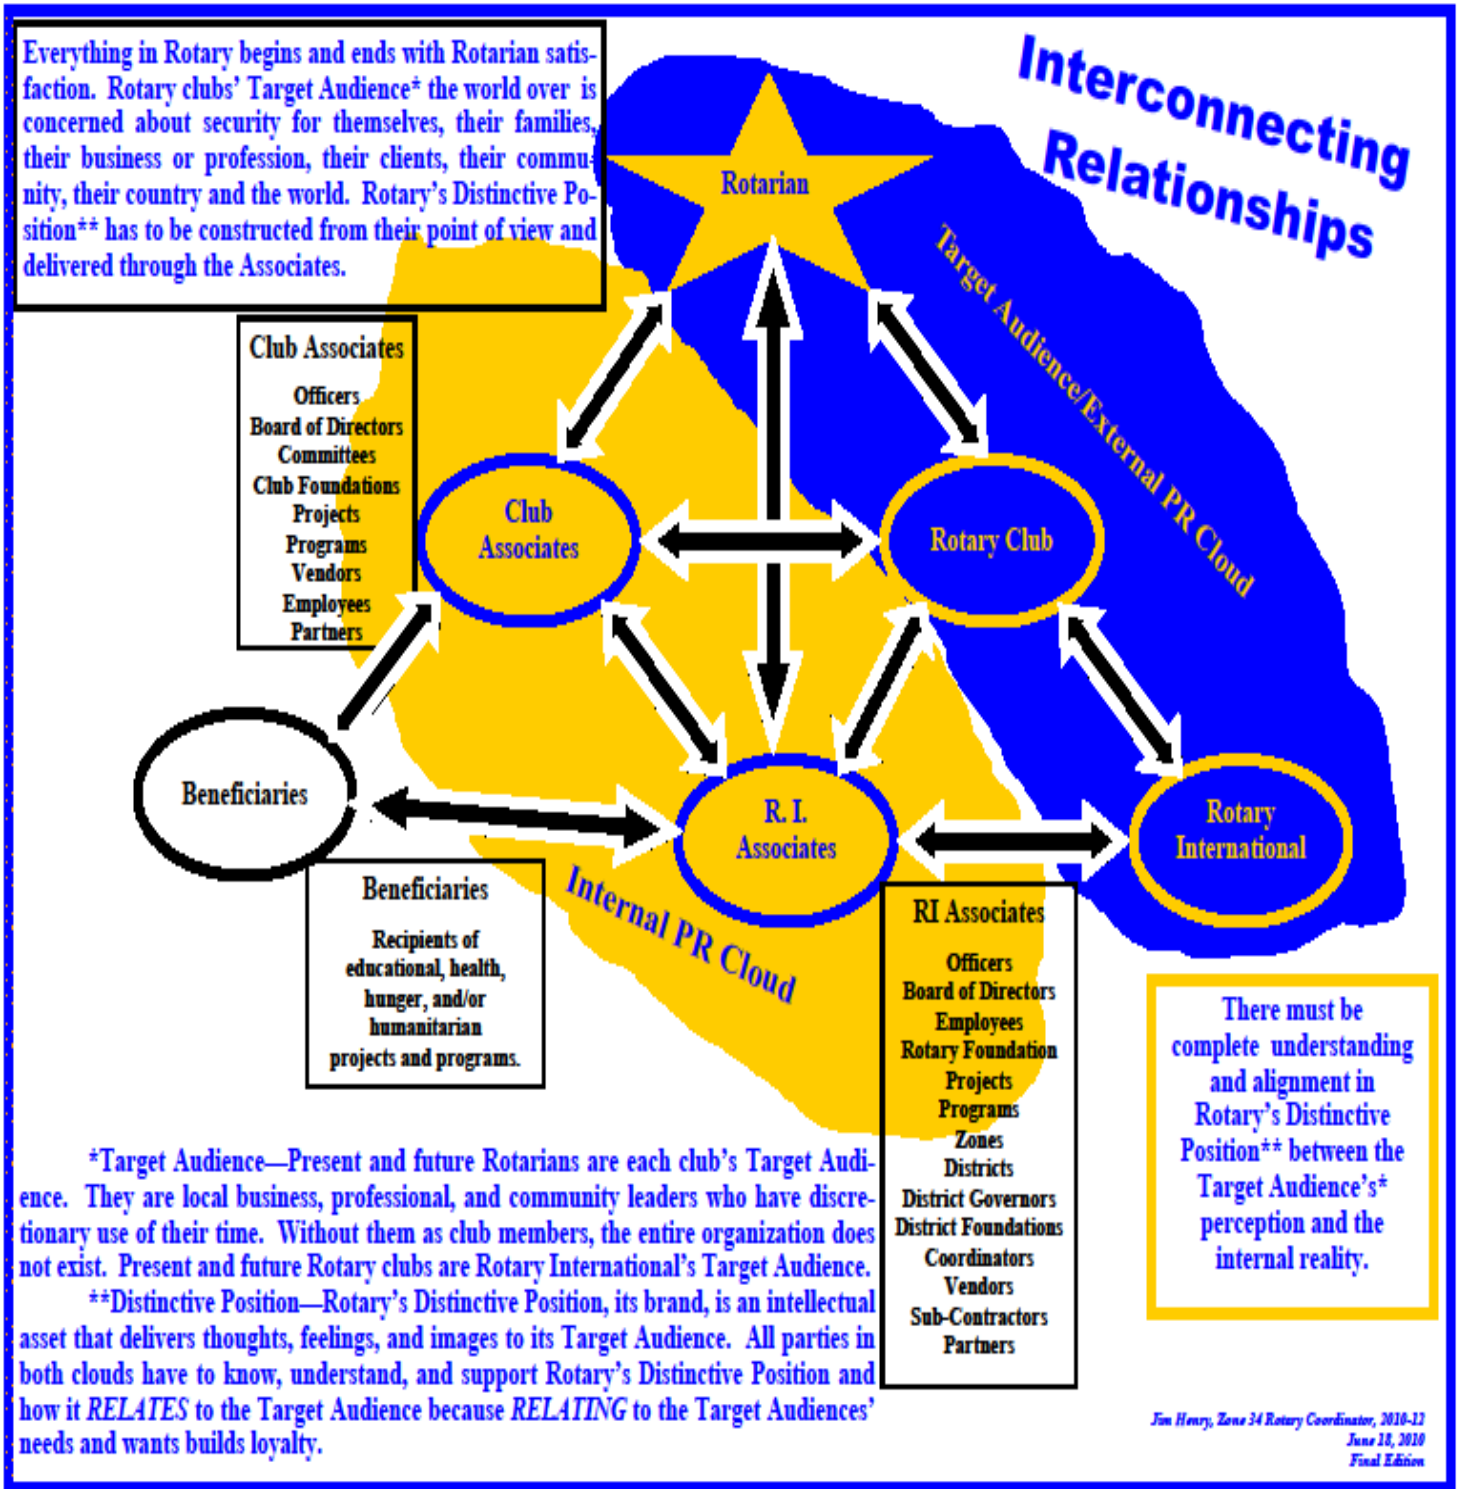 Everything in Rotary begins and ends with Rotarian satis-
faction. Rotary clubs' Target Audience* the world over is
concerned about security for themselves, their families,
their business or profession, their clients, their commu-
nity, their country and the world. Rotary's Distinctive Po-
sition** has to be constructed from their point of view and
delivered through the Associates.
Interconnecting
Relationships
Rotarian
Target Audience/External PR Cloud
Club Associates
Officers
Board of Directors
Committees
Club Foundations
Projects
Programs
Vendors
Employees
Partners
Club
Associates
Rotary Club
Beneficiaries
R. I.
Associates
Rotary
International
Internal PR Cloud
Beneficiaries
Recipients of
educational, health,
hunger, and/or
humanitarian
projects and programs.
RI Associates
Officers
Board of Directors
Employees
Rotary Foundation
Projects
Programs
Zones
Districts
District Governors
District Foundations
Coordinators
Vendors
Sub-Contractors
Partners
There must be
complete understanding
and alignment in
Rotary's Distinctive
Position** between the
Target Audience's*
perception and the
internal reality.
*Target Audience—Present and future Rotarians are each club's Target Audi-
ence. They are local business, professional, and community leaders who have discre-
tionary use of their time. Without them as club members, the entire organization does
not exist. Present and future Rotary clubs are Rotary International's Target Audience.
**Distinctive Position—Rotary's Distinctive Position, its brand, is an intellectual
asset that delivers thoughts, feelings, and images to its Target Audience. All parties in
both clouds have to know, understand, and support Rotary's Distinctive Position and
how it RELATES to the Target Audience because RELATING to the Target Audiences'
needs and wants builds loyalty.
Jim Henry, Zone 34 Rotary Coordinator, 2010-12
June 18, 2010
Final Edition